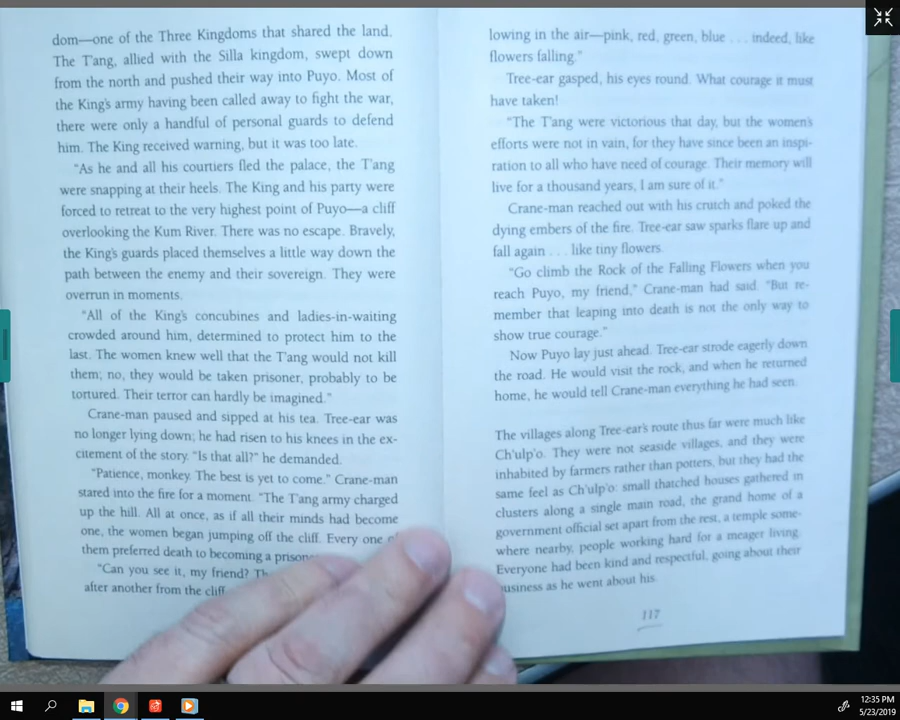 dom—one of the Three Kingdoms that shared the land.
The T'ang, allied with the Silla kingdom, swept down
from the north and pushed their way into Puyo. Most of
the King's army having been called away to fight the war,
there were only a handful of personal guards to defend
him. The King received warning, but it was too late.
"As he and all his courtiers fled the palace, the T'ang
were snapping at their heels. The King and his party were
forced to retreat to the very highest point of Puyo—a cliff
overlooking the Kum River. There was no escape. Bravely,
the King's guards placed themselves a little way down the
path between the enemy and their sovereign. They were
overrun in moments.
"All of the King's concubines and ladies-in-waiting
crowded around him, determined to protect him to the
last. The women knew well that the T'ang would not kill
them; no, they would be taken prisoner, probably to be
tortured. Their terror can hardly be imagined."
Crane-man paused and sipped at his tea. Tree-ear was
no longer lying down; he had risen to his knees in the ex-
citement of the story. "Is that all?" he demanded.
"Patience, monkey. The best is yet to come." Crane-man
stared into the fire for a moment. "The T'ang army charged
up the hill. All at once, as if all their minds had become
one, the women began jumping off the cliff. Every one
them preferred death to becoming a
"Can you see it, my friend?
after another from the cliff
lowing in the air—pink, red, green, blue . . . indeed, like
flowers falling."
Tree-ear gasped, his eyes round. What courage it must
have taken!
"The T'ang were victorious that day, but the women's
efforts were not in vain, for they have since been an inspi-
ration to all who have need of courage. Their memory will
live for a thousand years, I am sure of it."
Crane-man reached out with his crutch and poked the
dying embers of the fire. Tree-ear saw sparks flare up and
fall again . . . like tiny flowers.
"Go climb the Rock of the Falling Flowers when you
reach Puyo, my friend," Crane-man had said. "But re-
member that leaping into death is not the only way to
show true courage."
Now Puyo lay just ahead. Tree-ear strode eagerly down
the road. He would visit the rock, and when he returned
home, he would tell Crane-man everything he had seen.
The villages along Tree-ear's route thus far were much like
Ch'ulp'o. They were not seaside villages, and they were
inhabited by farmers rather than potters, but they had the
same feel as Ch'ulp'o: small thatched houses gathered in
clusters along a single main road, the grand home of a
government official set apart from the rest, a temple some-
where nearby, people working hard for a meager living.
Everyone had been kind and respectful, going about their
business as he went about his.
117
12:35 PM
5/23/2019